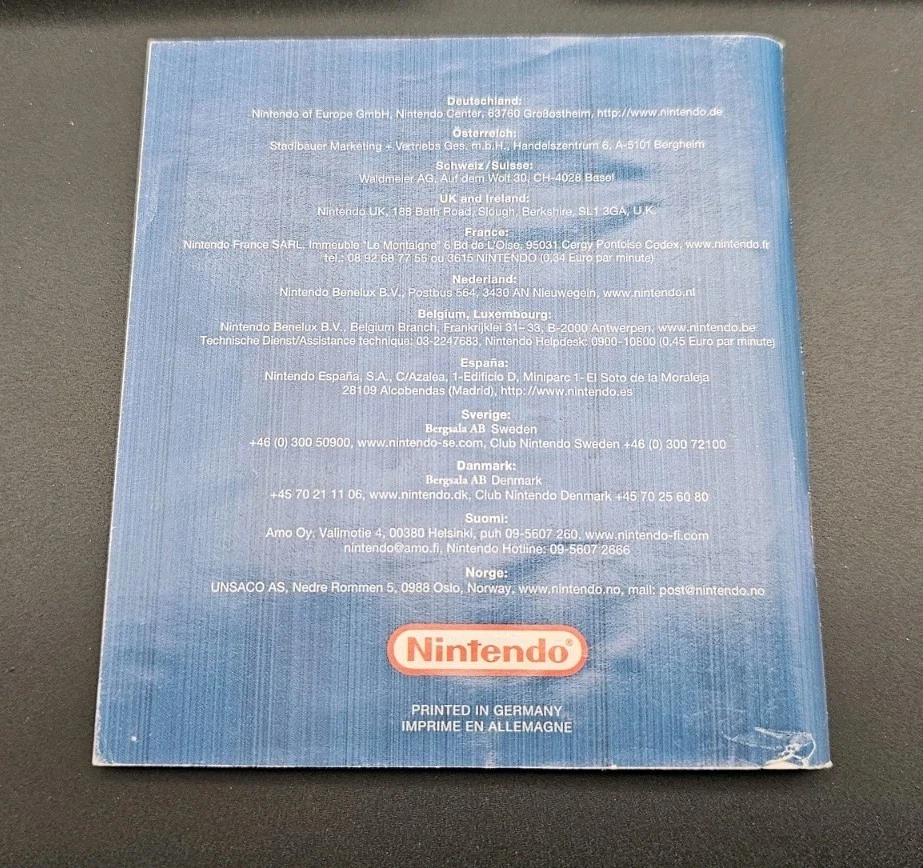 Deutschland:
Nintendo of Europe GmbH, Nintendo Center, 63760 Großostheim, http://www.nintendo.de
Österreich:
Stadlbauer Marketing + Vertriebs Ges. m.b.H., Handelszentrum 6, A-5101 Bergheim
Schweiz/Suisse:
Waldmeier AG, Auf dem Wolf 30, CH-4028 Basel
UK and Ireland:
Nintendo UK, 188 Bath Road, Slough, Berkshire, SL1 3GA, U.K.
France:
Nintendo France SARL, Immeuble "Le Montaigne" 6 Bd de L'Oise, 95031 Cergy Pontoise Cedex, www.nintendo.fr
tel.: 08 92 68 77 55 ou 3615 NINTENDO (0,34 Euro par minute)
Nederland:
Nintendo Benelux B.V., Postbus 564, 3430 AN Nieuwegein, www.nintendo.nl
Belgium, Luxembourg:
Nintendo Benelux B.V., Belgium Branch, Frankrijklei 31–33, B-2000 Antwerpen, www.nintendo.be
Technische Dienst/Assistance technique: 03-2247683, Nintendo Helpdesk: 0900-10800 (0,45 Euro par minute)
España:
Nintendo España, S.A., C/Azalea, 1-Edificio D, Miniparc 1- El Soto de la Moraleja
28109 Alcobendas (Madrid), http://www.nintendo.es
Sverige:
Bergsala AB Sweden
+46 (0) 300 50900, www.nintendo-se.com, Club Nintendo Sweden +46 (0) 300 72100
Danmark:
Bergsala AB Denmark
+45 70 21 11 06, www.nintendo.dk, Club Nintendo Denmark +45 70 25 60 80
Suomi:
Amo Oy, Valimotie 4, 00380 Helsinki, puh 09-5607 260, www.nintendo-fi.com
nintendo@amo.fi, Nintendo Hotline: 09-5607 2666
Norge:
UNSACO AS, Nedre Rommen 5, 0988 Oslo, Norway, www.nintendo.no, mail: post@nintendo.no
Nintendo®
PRINTED IN GERMANY
IMPRIME EN ALLEMAGNE